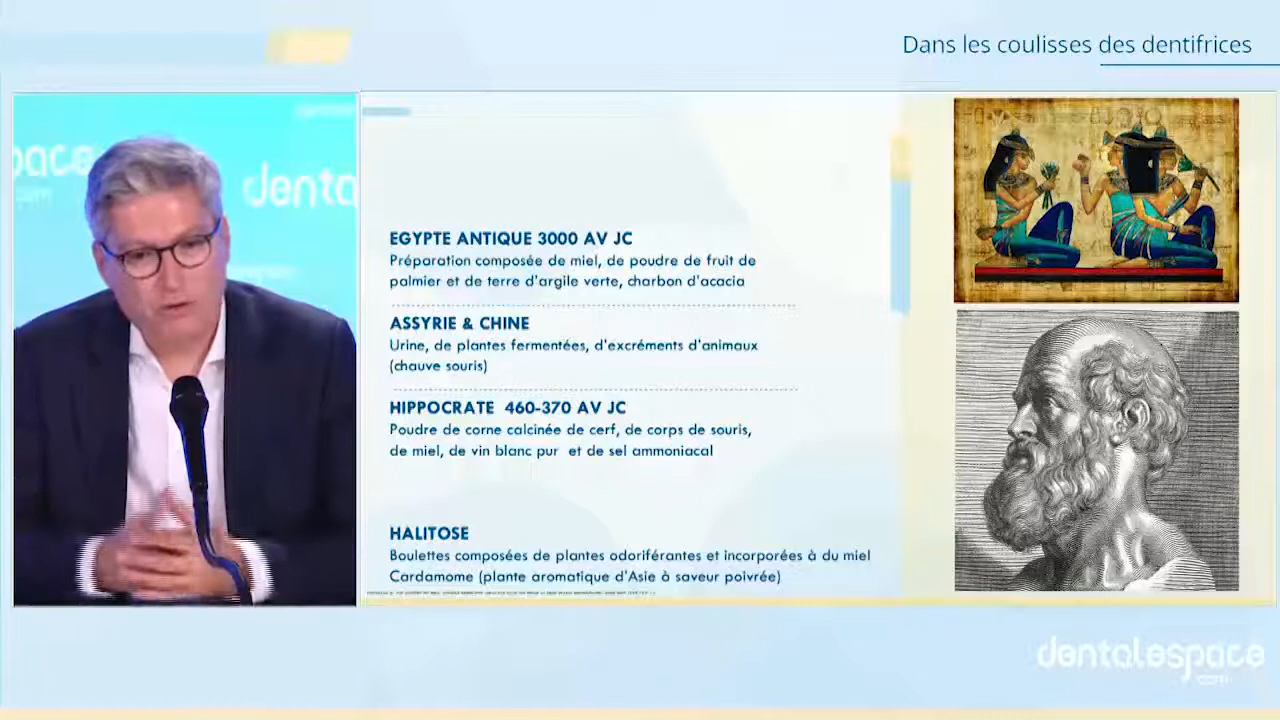 Dans les coulisses des dentifrices
pace
com
denta
EGYPTE ANTIQUE 3000 AV JC
Préparation composée de miel, de poudre de fruit de
palmier et de terre d'argile verte, charbon d'acacia
ASSYRIE & CHINE
Urine, de plantes fermentées, d'excréments d'animaux
(chauve souris)
HIPPOCRATE 460-370 AV JC
Poudre de corne calcinée de cerf, de corps de souris,
de miel, de vin blanc pur et de sel ammoniacal
HALITOSE
Boulettes composées de plantes odoriférantes et incorporées à du miel
Cardamome (plante aromatique d'Asie à saveur poivrée)
dentalespace
.com